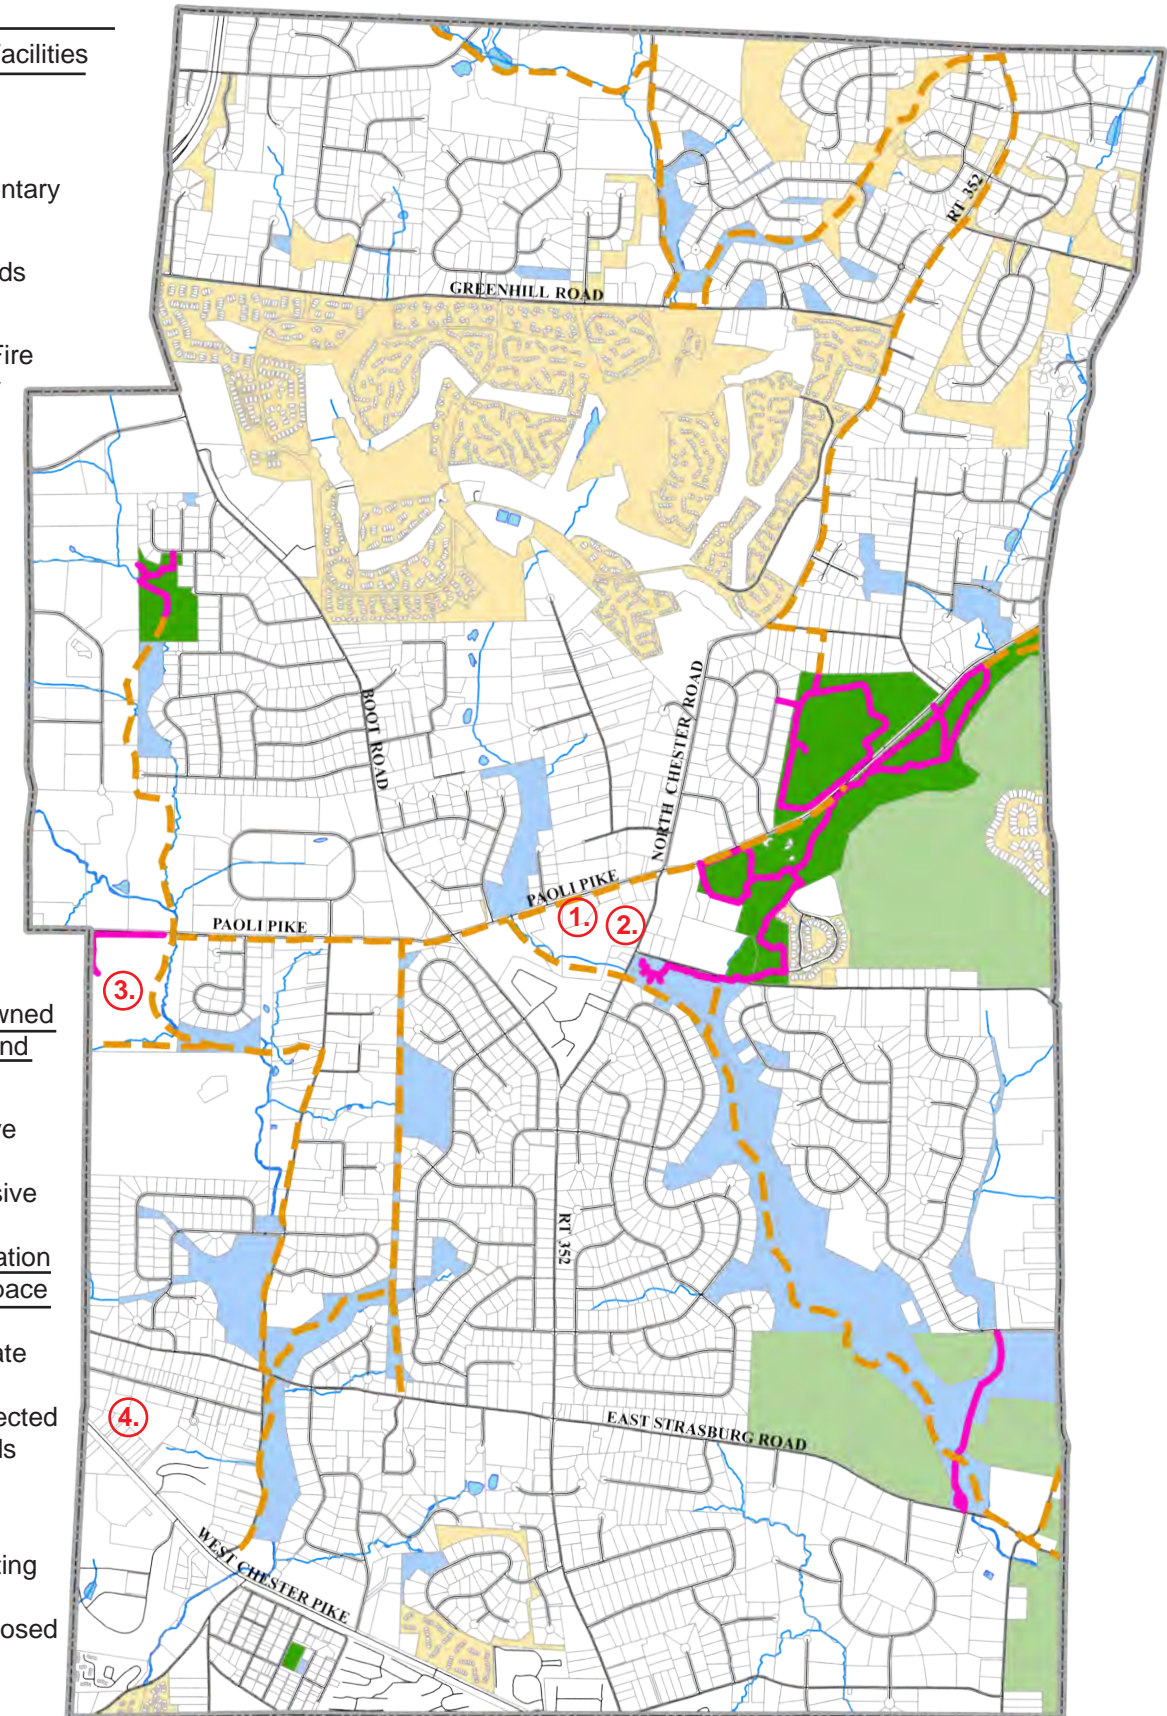 acilities
ntary
ds
Fire
RT 352
GREENHILL ROAD
BOOT ROAD
NORTH CHESTER ROAD
PAOLI PIKE
PAOLI PIKE
1.
2.
3.
wned
nd
ve
sive
ation
pace
ate
ected
ds
ting
posed
RT 352
4.
EAST STRASBURG ROAD
WEST CHESTER PIKE